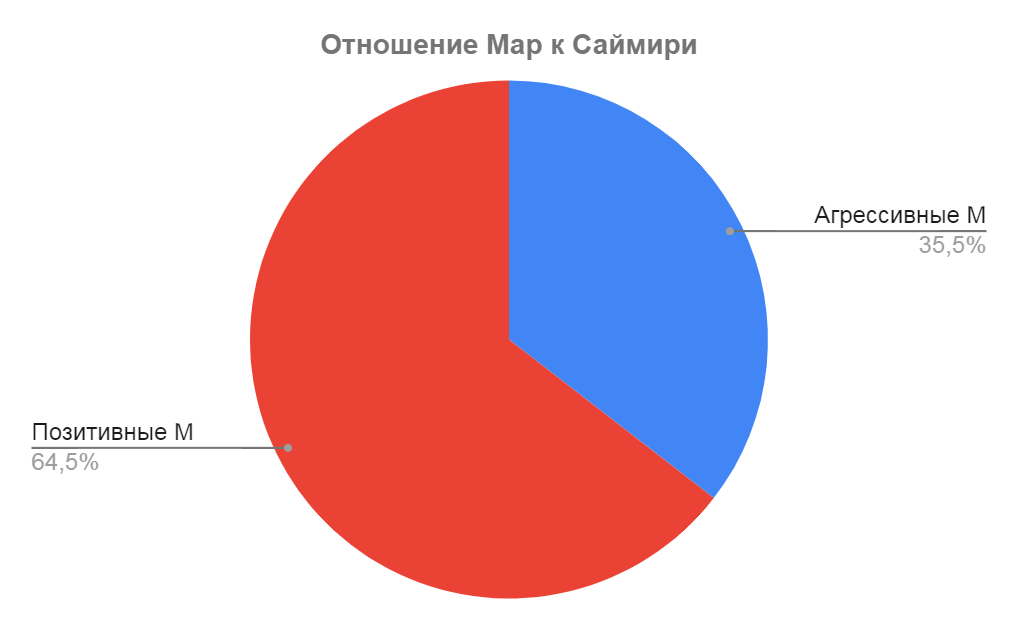 Отношение Мар к Саймири
Агрессивные М
35,5%
Позитивные М
64,5%